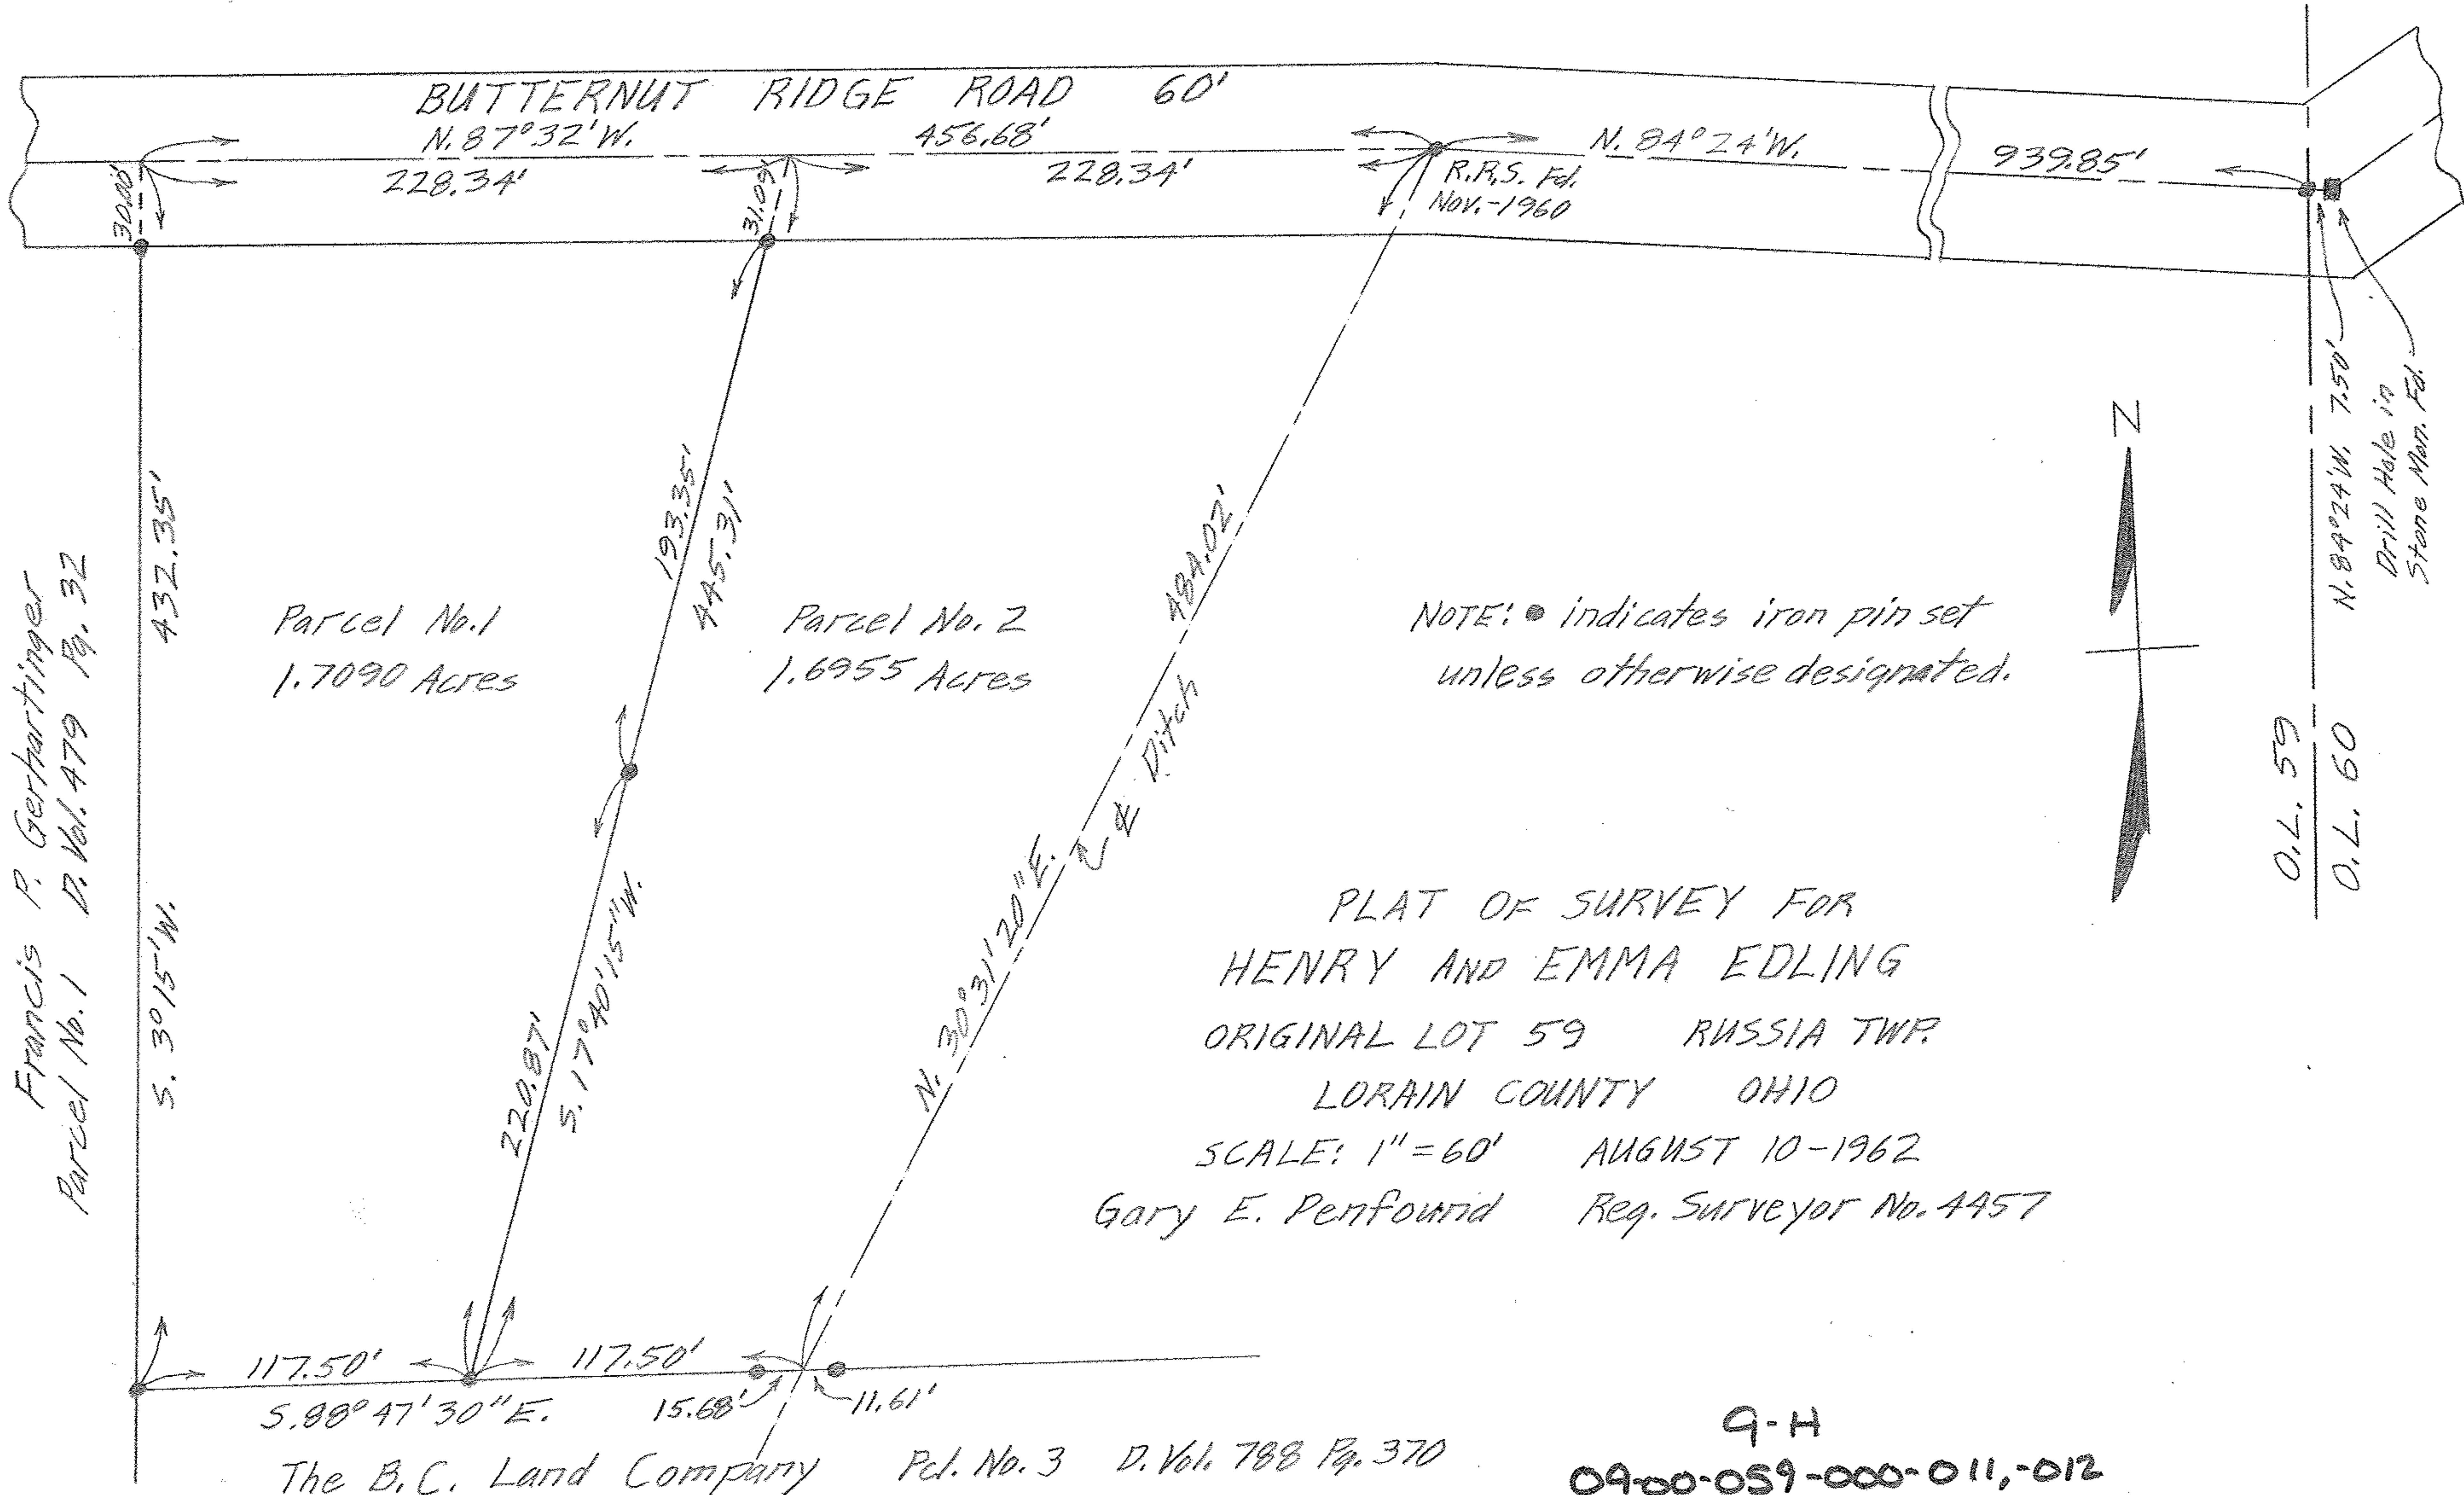 BUTTERNUT RIDGE ROAD 60'
N. 87°32' W. 456.68'
228.34' 228.34'
N. 84°24' W. 939.85'
R.R.S. Fd.
Nov.-1960
30.00'
31.09'
N. 84°24' W. 7.50'
Drill Hole in
Stone Mon. Fd.
N
Francis P. Gerhartinger
Parcel No. 1 D. Vol. 479 Pg. 32
432.35'
S. 3°15' W.
Parcel No. 1
1.7090 Acres
193.35'
445.31'
220.87'
S. 17°40'15" W.
Parcel No. 2
1.6955 Acres
484.02'
℄ Ditch
N. 30°31'20" E.
NOTE: ● indicates iron pin set
unless otherwise designated.
O.L. 59
O.L. 60
PLAT OF SURVEY FOR
HENRY AND EMMA EDLING
ORIGINAL LOT 59 RUSSIA TWP.
LORAIN COUNTY OHIO
SCALE: 1" = 60' AUGUST 10-1962
Gary E. Penfound Reg. Surveyor No. 4457
117.50' 117.50'
S. 88°47'30" E. 15.68' 11.61'
The B.C. Land Company Pcl. No. 3 D. Vol. 788 Pg. 370
9-H
09-00-059-000-011,-012